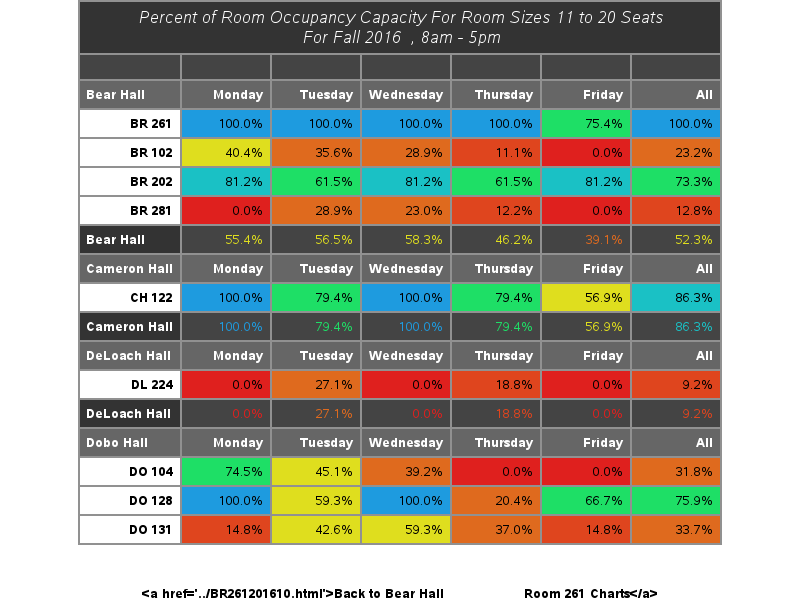 Percent of Room Occupancy Capacity For Room Sizes 11 to 20 Seats
For Fall 2016 , 8am - 5pm
Bear Hall Monday Tuesday Wednesday Thursday Friday All
BR 261 100.0% 100.0% 100.0% 100.0% 75.4% 100.0%
BR 102 40.4% 35.6% 28.9% 11.1% 0.0% 23.2%
BR 202 81.2% 61.5% 81.2% 61.5% 81.2% 73.3%
BR 281 0.0% 28.9% 23.0% 12.2% 0.0% 12.8%
Bear Hall 55.4% 56.5% 58.3% 46.2% 39.1% 52.3%
Cameron Hall Monday Tuesday Wednesday Thursday Friday All
CH 122 100.0% 79.4% 100.0% 79.4% 56.9% 86.3%
Cameron Hall 100.0% 79.4% 100.0% 79.4% 56.9% 86.3%
DeLoach Hall Monday Tuesday Wednesday Thursday Friday All
DL 224 0.0% 27.1% 0.0% 18.8% 0.0% 9.2%
DeLoach Hall 0.0% 27.1% 0.0% 18.8% 0.0% 9.2%
Dobo Hall Monday Tuesday Wednesday Thursday Friday All
DO 104 74.5% 45.1% 39.2% 0.0% 0.0% 31.8%
DO 128 100.0% 59.3% 100.0% 20.4% 66.7% 75.9%
DO 131 14.8% 42.6% 59.3% 37.0% 14.8% 33.7%
<a href='../BR261201610.html'>Back to Bear Hall Room 261 Charts</a>